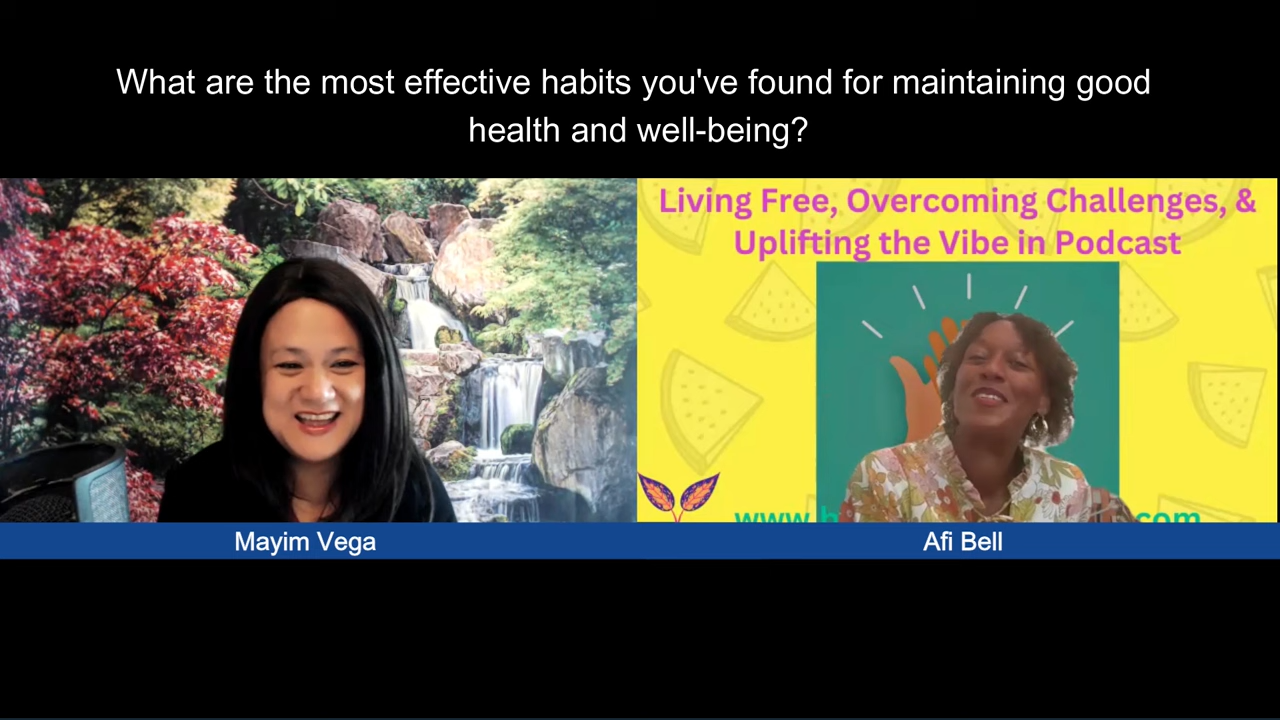 What are the most effective habits you've found for maintaining good
health and well-being?
Living Free, Overcoming Challenges, &
Uplifting the Vibe in Podcast
Mayim Vega
Afi Bell